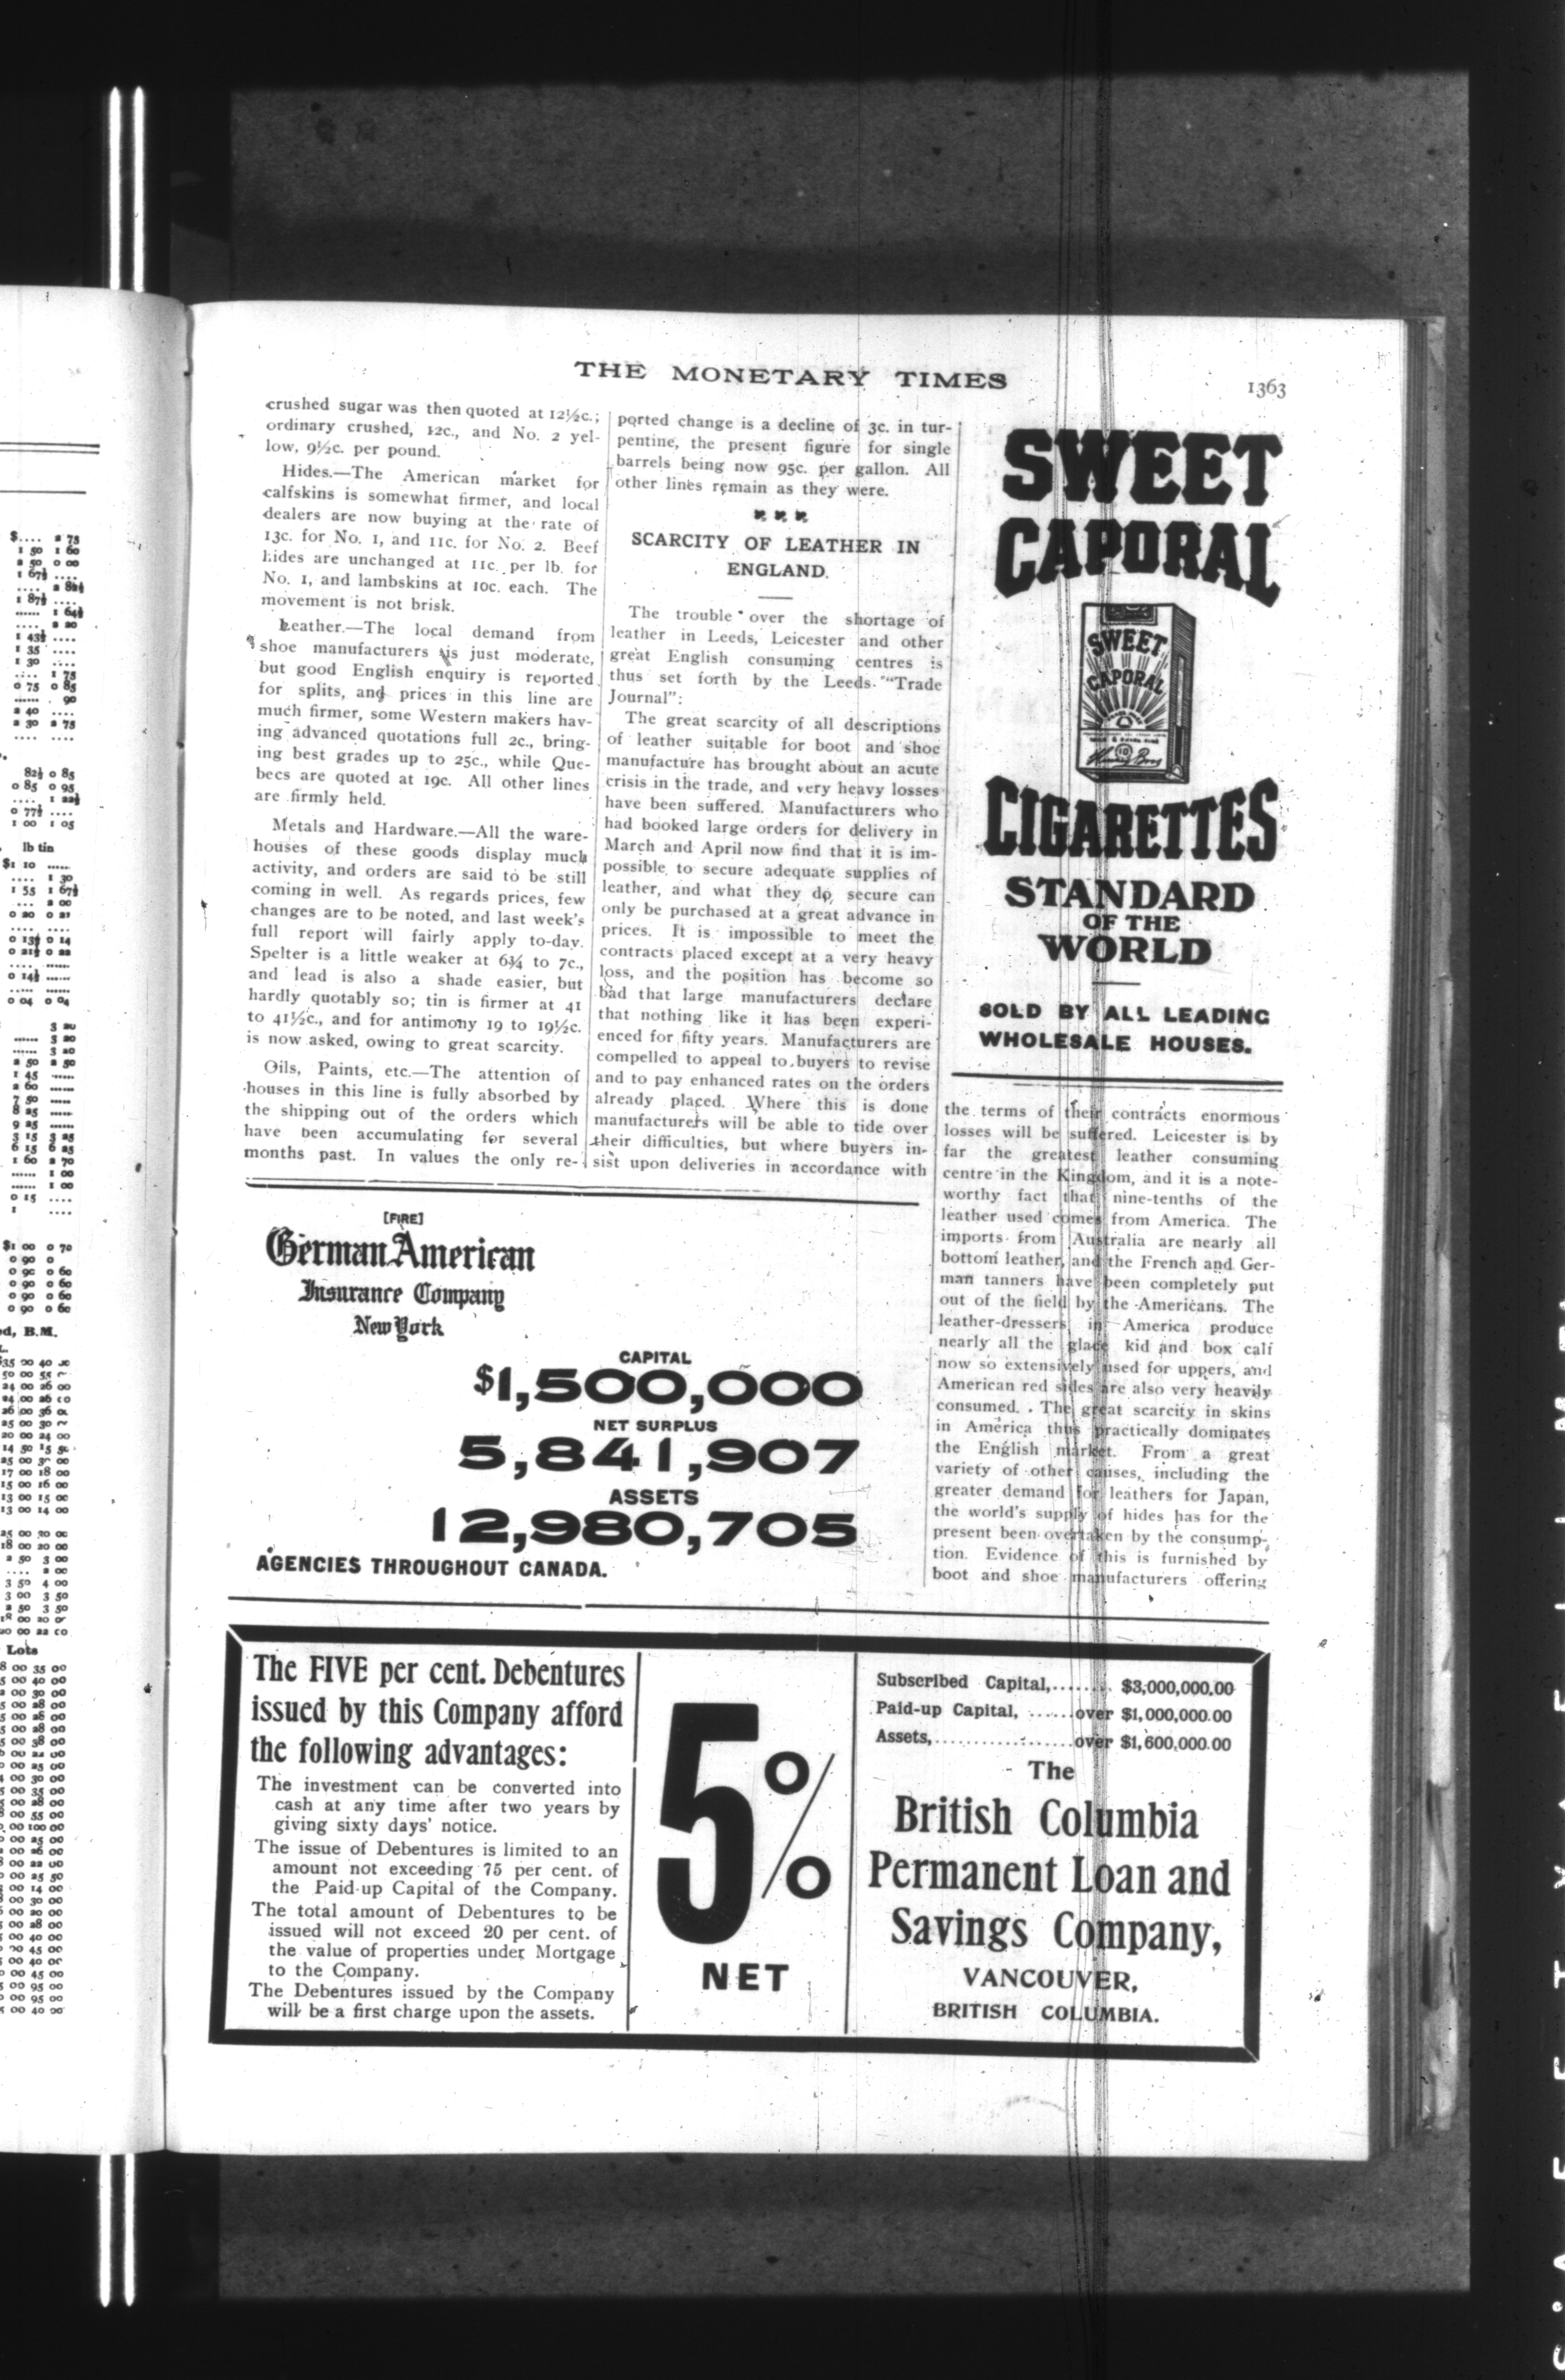 THE MONETARY TIMES
1363
crushed sugar was then quoted at 12½c.;
ordinary crushed, 12c., and No. 2 yel-
low, 9½c. per pound.
Hides.—The American market for
calfskins is somewhat firmer, and local
dealers are now buying at the rate of
13c. for No. 1, and 11c. for No. 2. Beef
hides are unchanged at 11c. per lb. for
No. 1, and lambskins at 10c. each. The
movement is not brisk.
Leather.—The local demand from
shoe manufacturers is just moderate,
but good English enquiry is reported
for splits, and prices in this line are
much firmer, some Western makers hav-
ing advanced quotations full 2c., bring-
ing best grades up to 25c., while Que-
becs are quoted at 19c. All other lines
are firmly held.
Metals and Hardware.—All the ware-
houses of these goods display much
activity, and orders are said to be still
coming in well. As regards prices, few
changes are to be noted, and last week's
full report will fairly apply to-day.
Spelter is a little weaker at 6¾ to 7c.,
and lead is also a shade easier, but
hardly quotably so; tin is firmer at 41
to 41½c., and for antimony 19 to 19½c.
is now asked, owing to great scarcity.
Oils, Paints, etc.—The attention of
houses in this line is fully absorbed by
the shipping out of the orders which
have been accumulating for several
months past. In values the only re-
ported change is a decline of 3c. in tur-
pentine, the present figure for single
barrels being now 95c. per gallon. All
other lines remain as they were.
SCARCITY OF LEATHER IN
ENGLAND.
The trouble over the shortage of
leather in Leeds, Leicester and other
great English consuming centres is
thus set forth by the Leeds "Trade
Journal":
The great scarcity of all descriptions
of leather suitable for boot and shoe
manufacture has brought about an acute
crisis in the trade, and very heavy losses
have been suffered. Manufacturers who
had booked large orders for delivery in
March and April now find that it is im-
possible to secure adequate supplies of
leather, and what they do secure can
only be purchased at a great advance in
prices. It is impossible to meet the
contracts placed except at a very heavy
loss, and the position has become so
bad that large manufacturers declare
that nothing like it has been experi-
enced for fifty years. Manufacturers are
compelled to appeal to buyers to revise
and to pay enhanced rates on the orders
already placed. Where this is done
manufacturers will be able to tide over
their difficulties, but where buyers in-
sist upon deliveries in accordance with
SWEET
CAPORAL
SWEET
CAPORAL
CIGARETTES
STANDARD
OF THE
WORLD
SOLD BY ALL LEADING
WHOLESALE HOUSES.
the terms of their contracts enormous
losses will be suffered. Leicester is by
far the greatest leather consuming
centre in the Kingdom, and it is a note-
worthy fact that nine-tenths of the
leather used comes from America. The
imports from Australia are nearly all
bottom leather, and the French and Ger-
man tanners have been completely put
out of the field by the Americans. The
leather-dressers in America produce
nearly all the glace kid and box calf
now so extensively used for uppers, and
American red sides are also very heavily
consumed. The great scarcity in skins
in America thus practically dominates
the English market. From a great
variety of other causes, including the
greater demand for leathers for Japan,
the world's supply of hides has for the
present been overtaken by the consump-
tion. Evidence of this is furnished by
boot and shoe manufacturers offering
[FIRE]
German American
Insurance Company
New York
CAPITAL
$1,500,000
NET SURPLUS
5,841,907
ASSETS
12,980,705
AGENCIES THROUGHOUT CANADA.
The FIVE per cent. Debentures
issued by this Company afford
the following advantages:
The investment can be converted into
cash at any time after two years by
giving sixty days' notice.
The issue of Debentures is limited to an
amount not exceeding 75 per cent. of
the Paid-up Capital of the Company.
The total amount of Debentures to be
issued will not exceed 20 per cent. of
the value of properties under Mortgage
to the Company.
The Debentures issued by the Company
will be a first charge upon the assets.
5%
NET
Subscribed Capital,........ $3,000,000.00
Paid-up Capital, ......over $1,000,000.00
Assets,....................over $1,600,000.00
The
British Columbia
Permanent Loan and
Savings Company,
VANCOUVER,
BRITISH COLUMBIA.